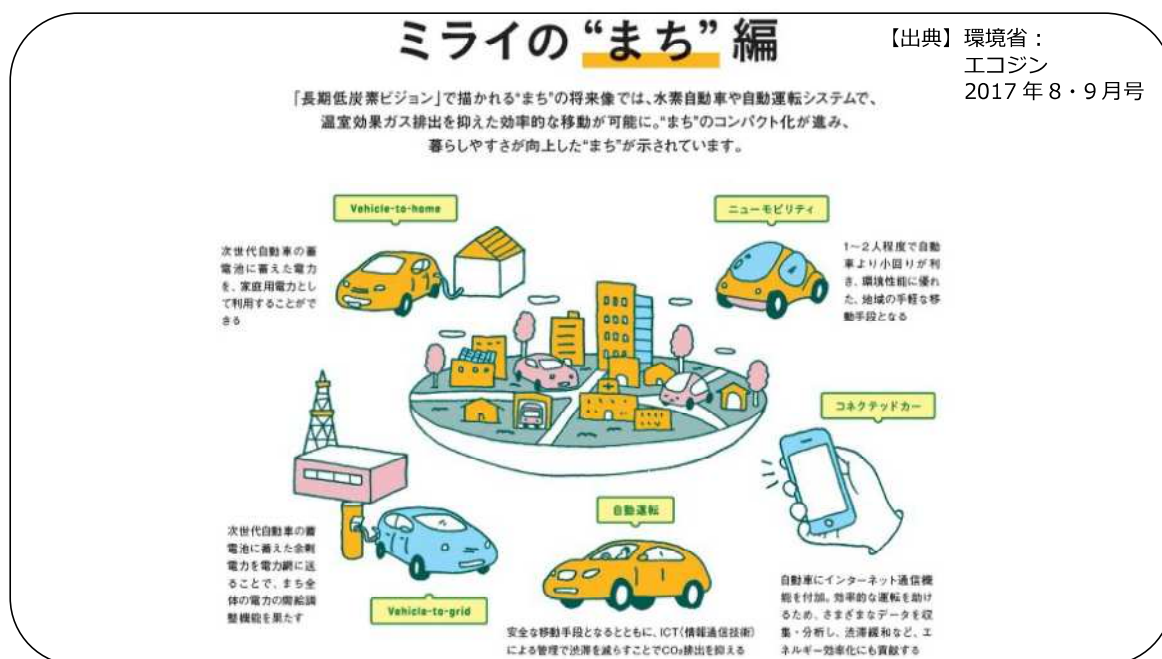 ミライの“まち”編
【出典】環境省：
エコジン
2017年8・9月号
「長期低炭素ビジョン」で描かれる“まち”の将来像では、水素自動車や自動運転システムで、
温室効果ガス排出を抑えた効率的な移動が可能に。“まち”のコンパクト化が進み、
暮らしやすさが向上した“まち”が示されています。
Vehicle-to-home
次世代自動車の蓄
電池に蓄えた電力
を、家庭用電力とし
て利用することがで
きる
ニューモビリティ
1～2人程度で自動
車より小回りが利
き、環境性能に優れ
た、地域の手軽な移
動手段となる
コネクテッドカー
自動車にインターネット通信機
能を付加。効率的な運転を助け
るため、さまざまなデータを収
集・分析し、渋滞緩和など、エ
ネルギー効率化にも貢献する
自動運転
安全な移動手段となるとともに、ICT(情報通信技術)
による管理で渋滞を減らすことでCO₂排出を抑える
次世代自動車の蓄
電池に蓄えた余剰
電力を電力網に送
ることで、まち全
体の電力の需給調
整機能を果たす
Vehicle-to-grid